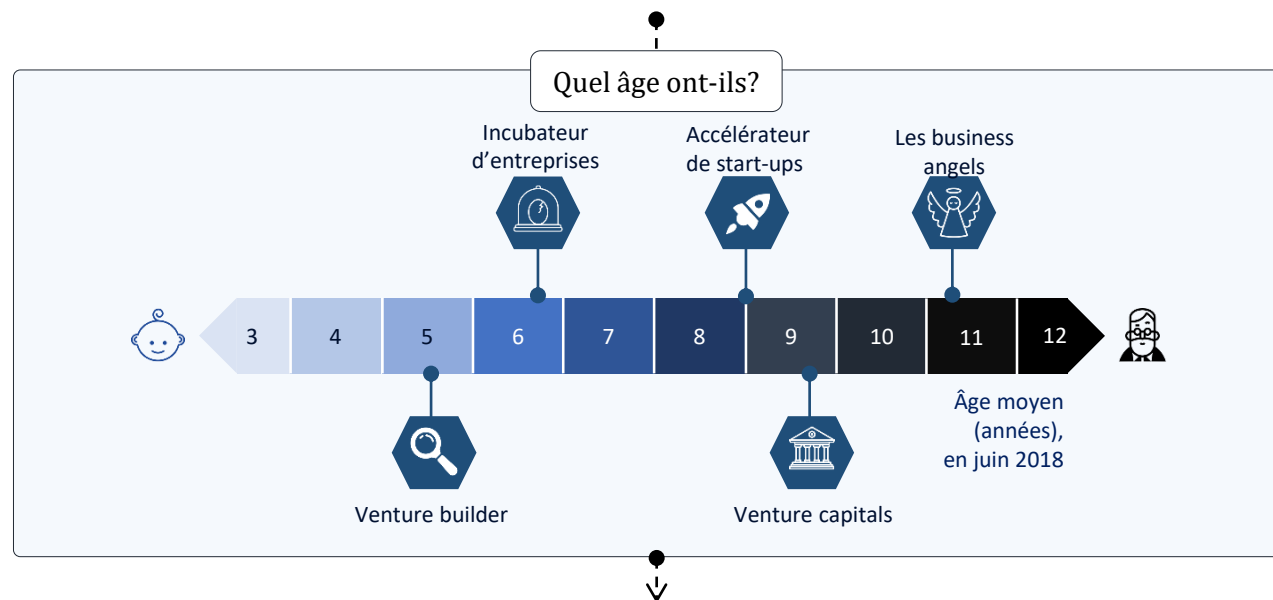 Quel âge ont-ils?
Incubateur
d’entreprises
Accélérateur
de start-ups
Les business
angels
3 4 5 6 7 8 9 10 11 12
Âge moyen
(années),
en juin 2018
Venture builder
Venture capitals